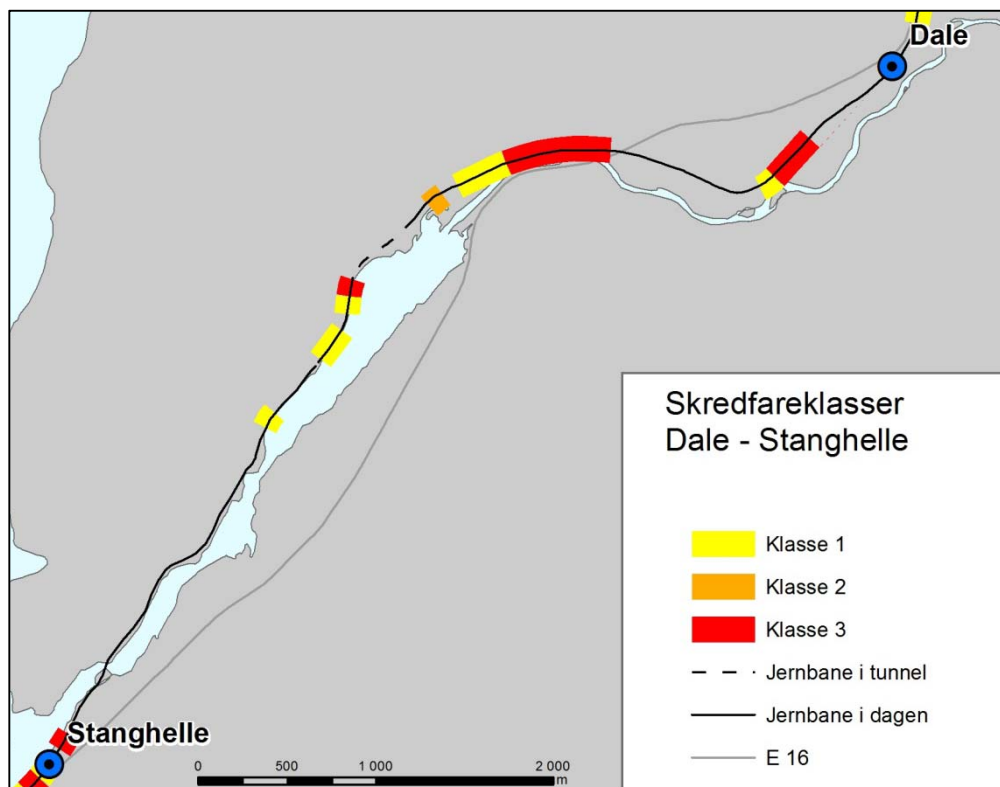 Dale
Stanghelle
Skredfareklasser
Dale - Stanghelle
Klasse 1
Klasse 2
Klasse 3
Jernbane i tunnel
Jernbane i dagen
E 16
0 500 1 000 2 000
m